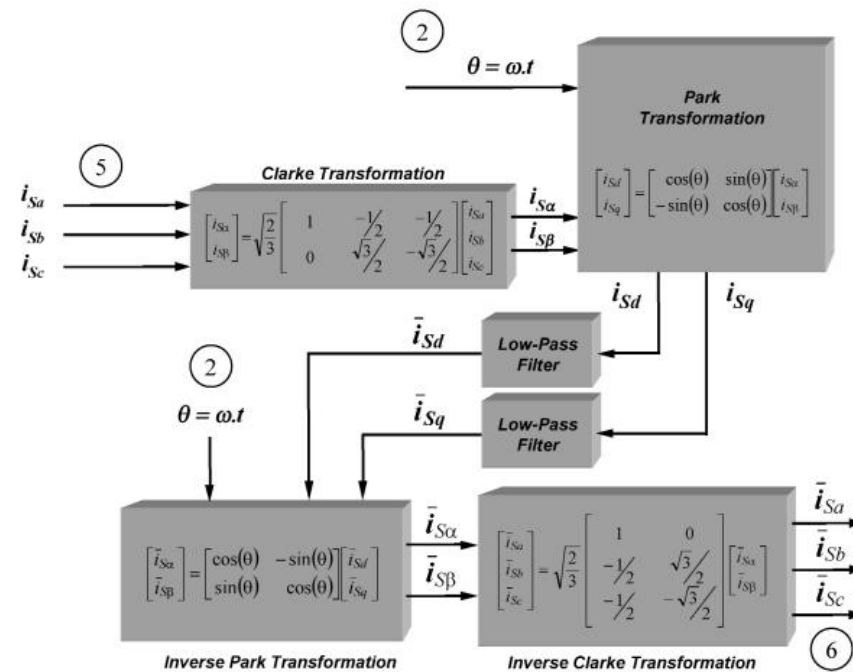 2
θ = ω.t
Park
Transformation
[i_Sd i_Sq] = [cos(θ) sin(θ) −sin(θ) cos(θ)] [i_Sα i_Sβ]
5
Clarke Transformation
i_Sa
i_Sb
i_Sc
[i_Sα i_Sβ] = √2/3 [1 −1/2 −1/2 0 √3/2 −√3/2] [i_Sa i_Sb i_Sc]
i_Sα
i_Sβ
i_Sd
i_Sq
ī_Sd
Low-Pass
Filter
2
θ = ω.t
ī_Sq
Low-Pass
Filter
[ī_Sα ī_Sβ] = [cos(θ) −sin(θ) sin(θ) cos(θ)] [ī_Sd ī_Sq]
Inverse Park Transformation
ī_Sα
ī_Sβ
[ī_Sa ī_Sb ī_Sc] = √2/3 [1 0 −1/2 √3/2 −1/2 −√3/2] [ī_Sα ī_Sβ]
Inverse Clarke Transformation
ī_Sa
ī_Sb
ī_Sc
6